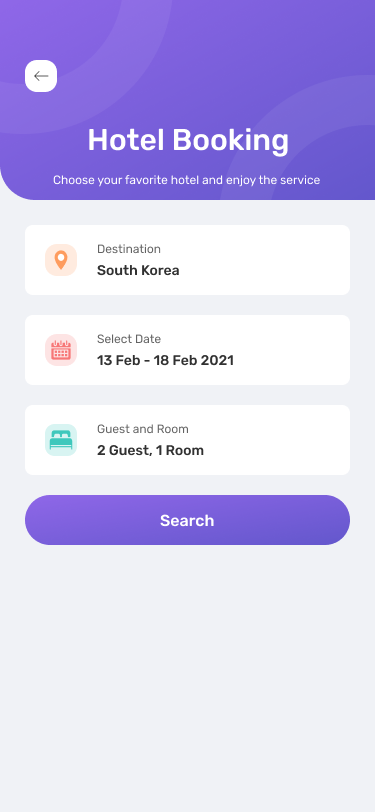 Hotel Booking
Choose your favorite hotel and enjoy the service
Destination
South Korea
Select Date
13 Feb - 18 Feb 2021
Guest and Room
2 Guest, 1 Room
Search